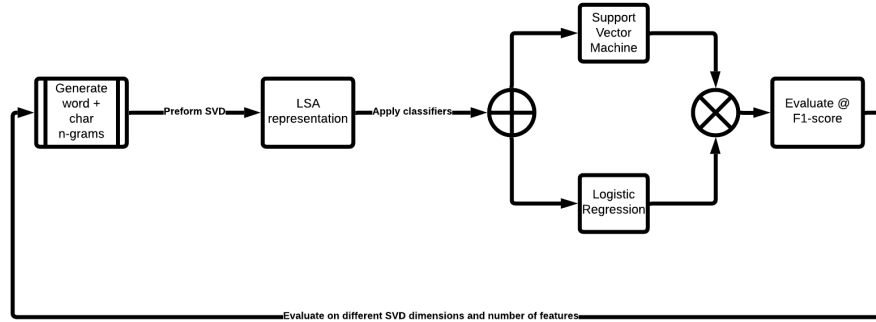 Generate
word +
char
n-grams
Preform SVD
LSA
representation
Apply classifiers
Support
Vector
Machine
Logistic
Regression
Evaluate @
F1-score
Evaluate on different SVD dimensions and number of features